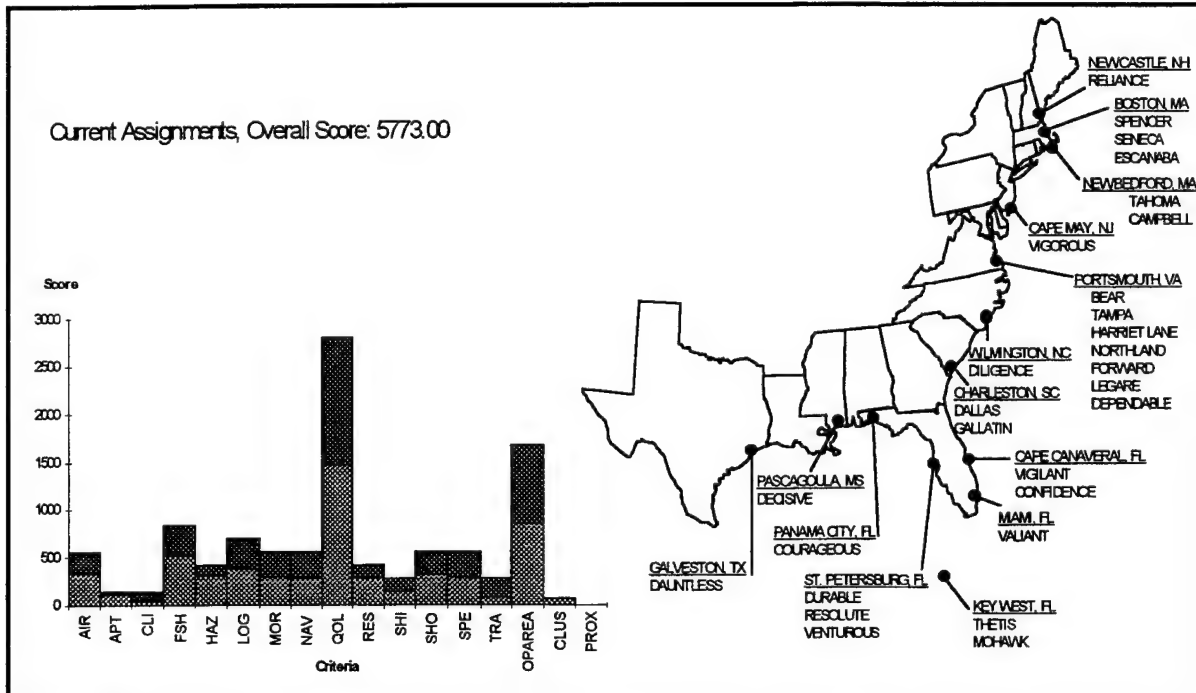 Current Assignments, Overall Score: 5773.00
Score
3000
2500
2000
1500
1000
500
0
AIR
APT
CLI
FSH
HAZ
LOG
MOR
NAV
QOL
RES
SHI
SHO
SPE
TRA
OPAREA
CLUS
PROX
Criteria
NEWCASTLE, NH
RELIANCE
BOSTON, MA
SPENCER
SENECA
ESCANABA
NEWBEDFORD, MA
TAHOMA
CAMPBELL
CAPE MAY, NJ
VIGOROUS
PORTSMOUTH, VA
BEAR
TAMPA
HARRIET LANE
NORTHLAND
FORWARD
LEGARE
DEPENDABLE
WILMINGTON, NC
DILIGENCE
CHARLESTON, SC
DALLAS
GALLATIN
CAPE CANAVERAL, FL
VIGILANT
CONFIDENCE
MIAMI, FL
VALIANT
PASCAGOULA, MS
DECISIVE
PANAMA CITY, FL
COURAGEOUS
GALVESTON, TX
DAUNTLESS
ST. PETERSBURG, FL
DURABLE
RESOLUTE
VENTUROUS
KEY WEST, FL
THETIS
MOHAWK